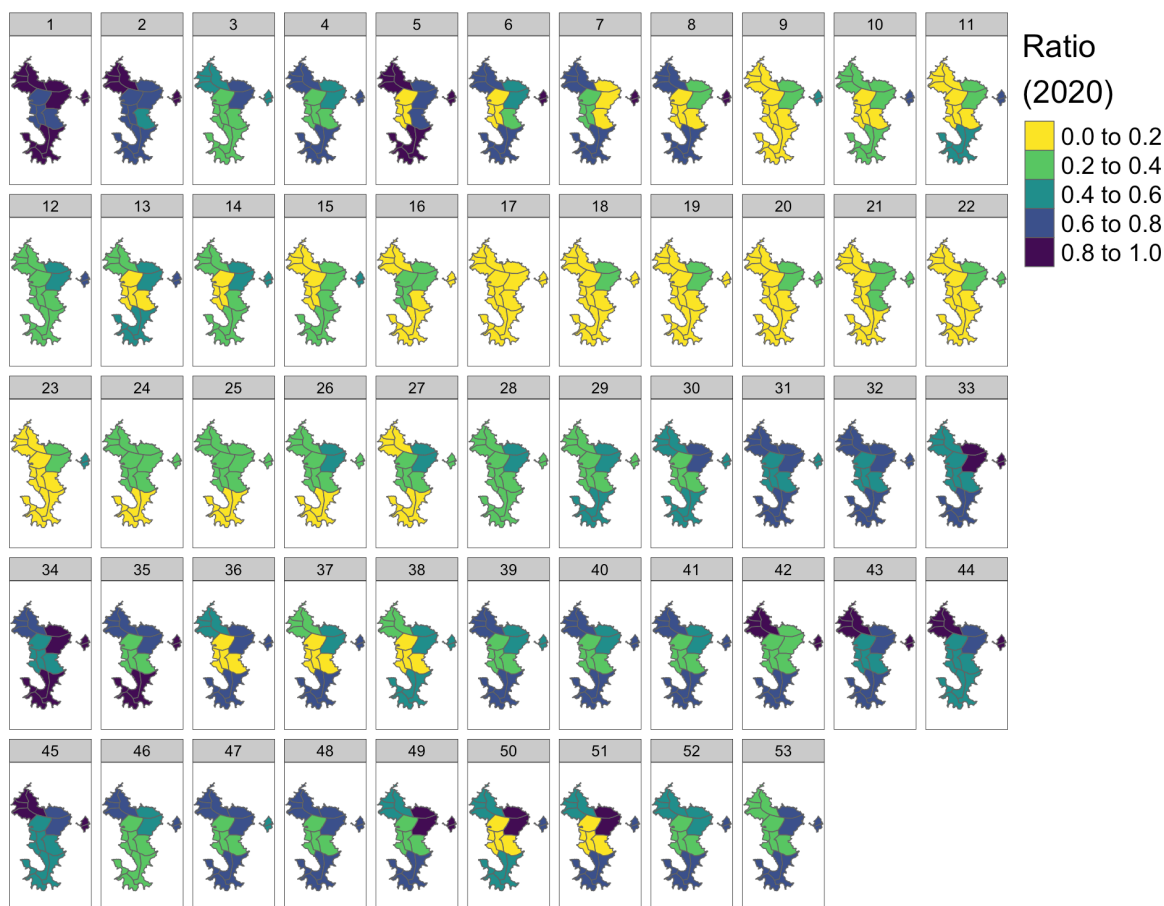 1 2 3 4 5 6 7 8 9 10 11
Ratio
(2020)
0.0 to 0.2
0.2 to 0.4
0.4 to 0.6
0.6 to 0.8
0.8 to 1.0
12 13 14 15 16 17 18 19 20 21 22
23 24 25 26 27 28 29 30 31 32 33
34 35 36 37 38 39 40 41 42 43 44
45 46 47 48 49 50 51 52 53